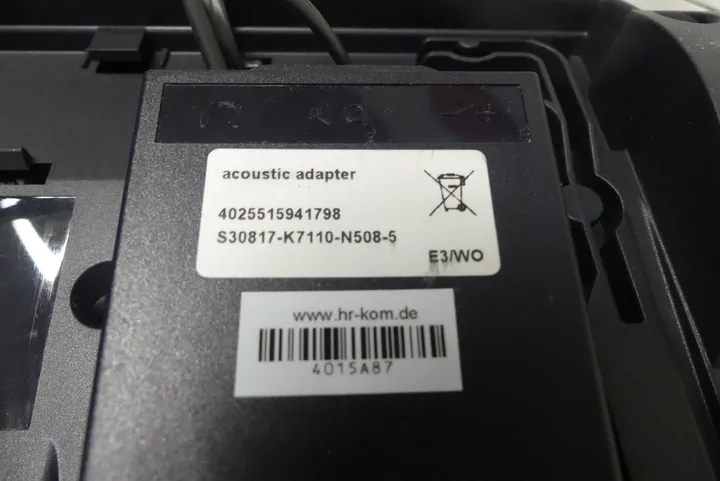 acoustic adapter
4025515941798
S30817-K7110-N508-5
E3/WO
www.hr-kom.de
4015A87